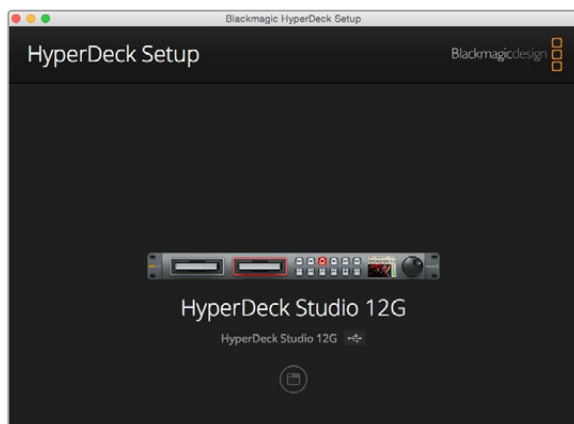 Blackmagic HyperDeck Setup
HyperDeck Setup
Blackmagicdesign
HyperDeck Studio 12G
HyperDeck Studio 12G